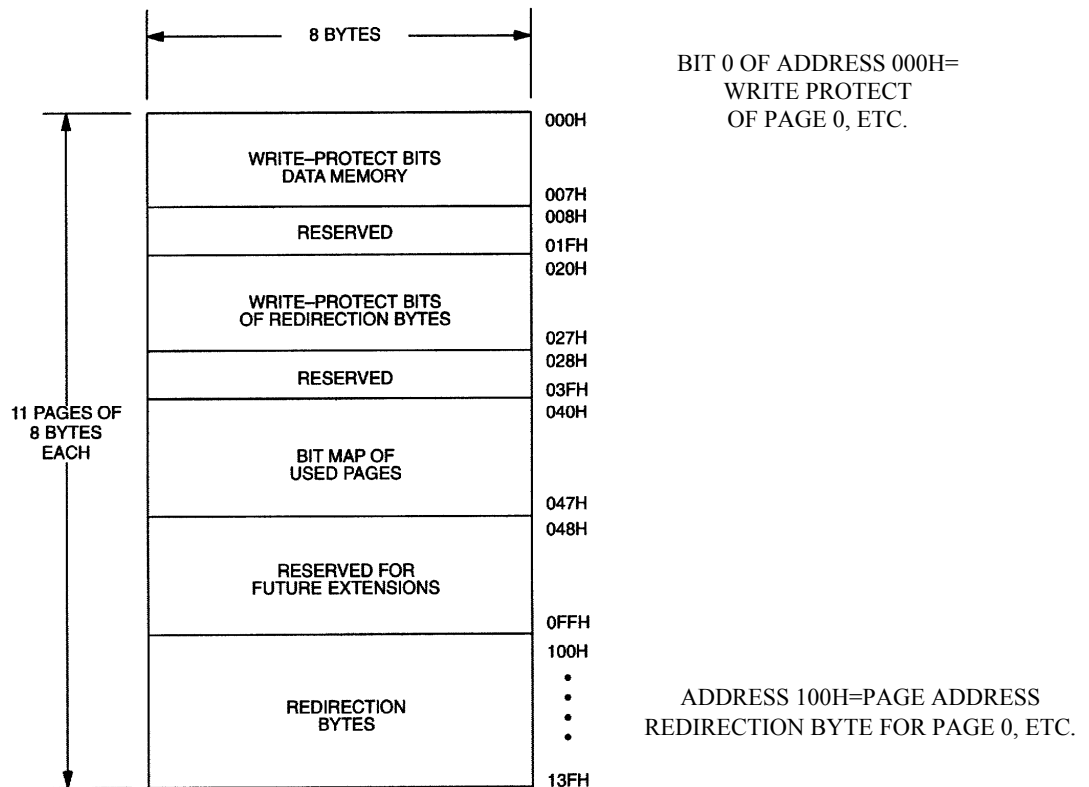 8 BYTES
BIT 0 OF ADDRESS 000H=
WRITE PROTECT
OF PAGE 0, ETC.
000H
WRITE–PROTECT BITS
DATA MEMORY
007H
008H
RESERVED
01FH
020H
WRITE–PROTECT BITS
OF REDIRECTION BYTES
027H
028H
RESERVED
03FH
11 PAGES OF
8 BYTES
EACH
040H
BIT MAP OF
USED PAGES
047H
048H
RESERVED FOR
FUTURE EXTENSIONS
0FFH
100H
REDIRECTION
BYTES
ADDRESS 100H=PAGE ADDRESS
REDIRECTION BYTE FOR PAGE 0, ETC.
13FH